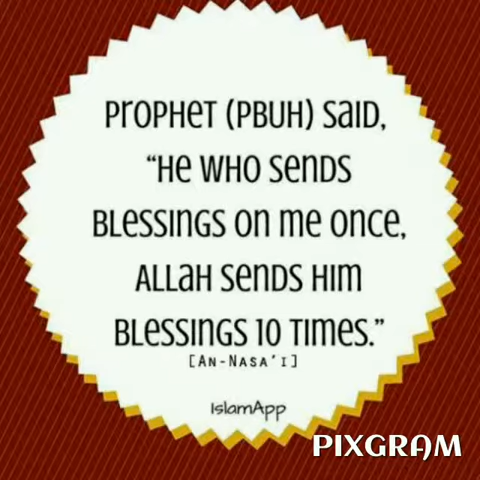 Prophet (PBUH) said,
“He who sends
blessings on me once,
Allah sends him
blessings 10 times.”
[An-Nasa'i]
IslamApp
PIXGRAM